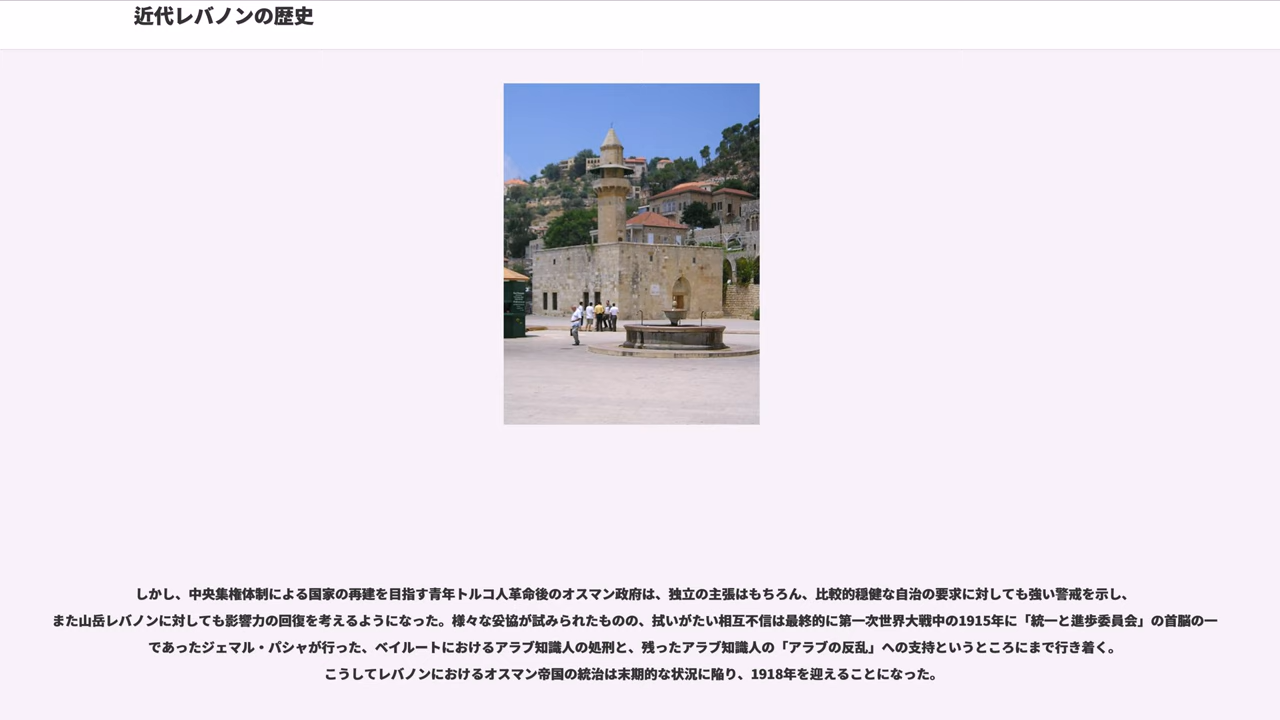 近代レバノンの歴史
しかし、中央集権体制による国家の再建を目指す青年トルコ人革命後のオスマン政府は、独立の主張はもちろん、比較的穏健な自治の要求に対しても強い警戒を示し、
また山岳レバノンに対しても影響力の回復を考えるようになった。様々な妥協が試みられたものの、拭いがたい相互不信は最終的に第一次世界大戦中の1915年に「統一と進歩委員会」の首脳の一
であったジェマル・パシャが行った、ベイルートにおけるアラブ知識人の処刑と、残ったアラブ知識人の「アラブの反乱」への支持というところにまで行き着く。
こうしてレバノンにおけるオスマン帝国の統治は末期的な状況に陥り、1918年を迎えることになった。